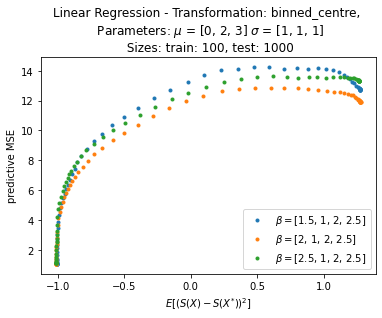 Linear Regression - Transformation: binned_centre,
Parameters: μ = [0, 2, 3] σ = [1, 1, 1]
Sizes: train: 100, test: 1000
predictive MSE
14
12
10
8
6
4
2
β = [1.5, 1, 2, 2.5]
β = [2, 1, 2, 2.5]
β = [2.5, 1, 2, 2.5]
−1.0 −0.5 0.0 0.5 1.0
E[(S(X) − S(X*))²]